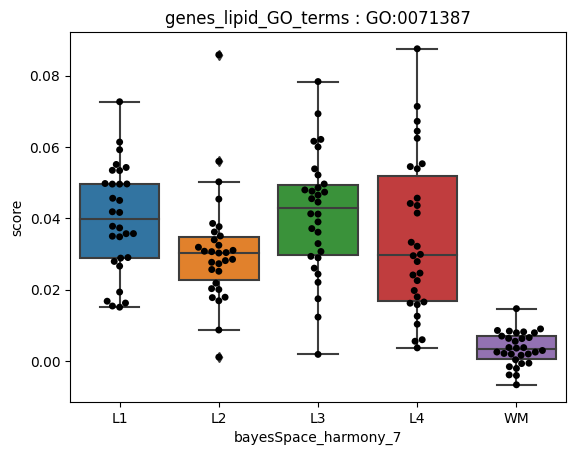 genes_lipid_GO_terms : GO:0071387
score
0.08
0.06
0.04
0.02
0.00
L1 L2 L3 L4 WM
bayesSpace_harmony_7